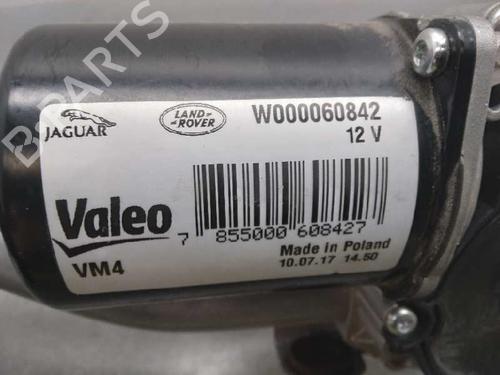 B-PARTS
JAGUAR
LAND
ROVER
W000060842
12 V
Valeo
7 855000 608427
VM4
Made in Poland
10.07.17 14.50